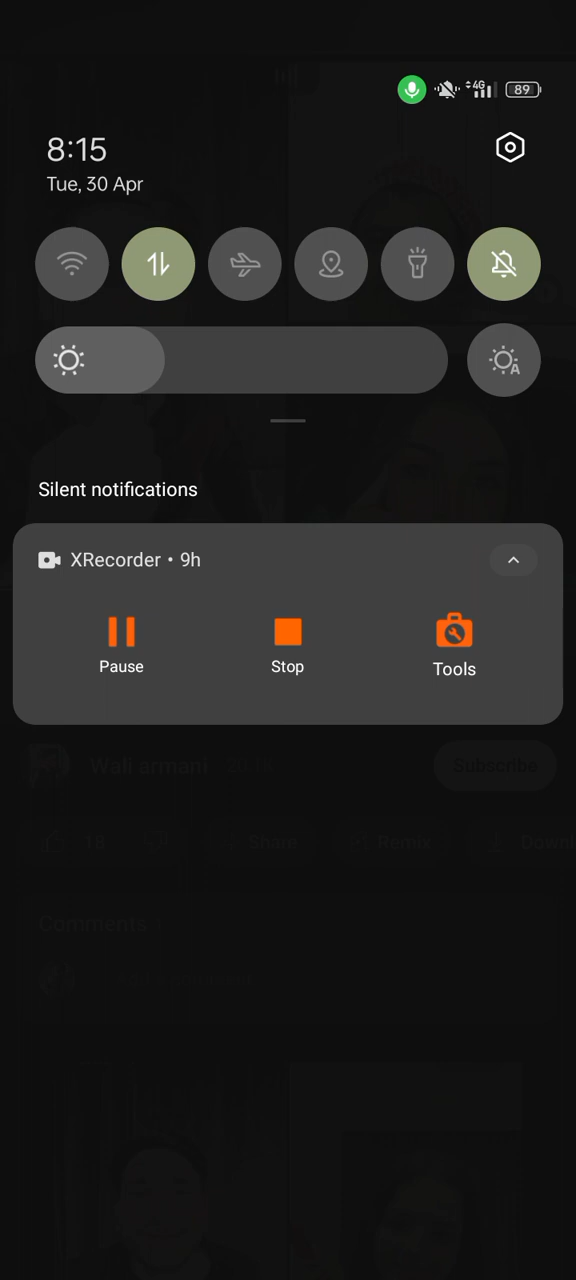 4G 89
8:15
Tue, 30 Apr
A
Silent notifications
XRecorder • 9h
Pause Stop Tools
Wali armani
Subscribe
18 Share Remix Downl
Comments